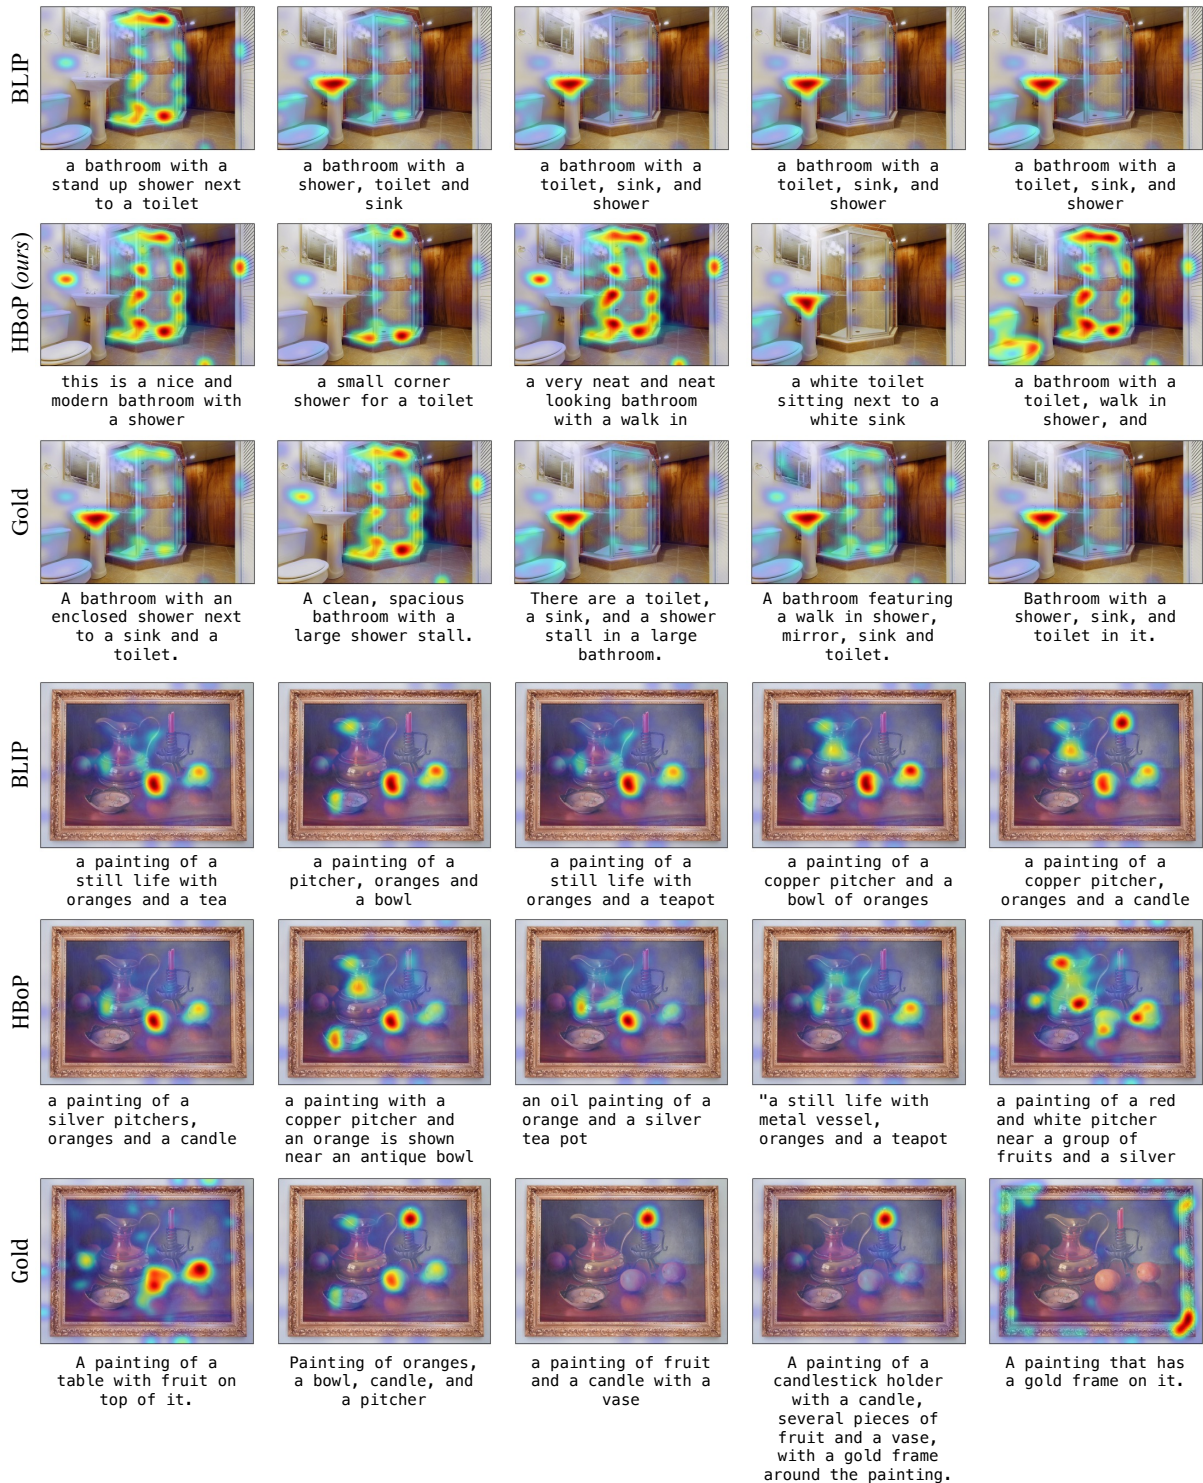 BLIP
a bathroom with a
stand up shower next
to a toilet
a bathroom with a
shower, toilet and
sink
a bathroom with a
toilet, sink, and
shower
a bathroom with a
toilet, sink, and
shower
a bathroom with a
toilet, sink, and
shower
HBoP (ours)
this is a nice and
modern bathroom with
a shower
a small corner
shower for a toilet
a very neat and neat
looking bathroom
with a walk in
a white toilet
sitting next to a
white sink
a bathroom with a
toilet, walk in
shower, and
Gold
A bathroom with an
enclosed shower next
to a sink and a
toilet.
A clean, spacious
bathroom with a
large shower stall.
There are a toilet,
a sink, and a shower
stall in a large
bathroom.
A bathroom featuring
a walk in shower,
mirror, sink and
toilet.
Bathroom with a
shower, sink, and
toilet in it.
BLIP
a painting of a
still life with
oranges and a tea
a painting of a
pitcher, oranges and
a bowl
a painting of a
still life with
oranges and a teapot
a painting of a
copper pitcher and a
bowl of oranges
a painting of a
copper pitcher,
oranges and a candle
HBoP
a painting of a
silver pitchers,
oranges and a candle
a painting with a
copper pitcher and
an orange is shown
near an antique bowl
an oil painting of a
orange and a silver
tea pot
"a still life with
metal vessel,
oranges and a teapot
a painting of a red
and white pitcher
near a group of
fruits and a silver
Gold
A painting of a
table with fruit on
top of it.
Painting of oranges,
a bowl, candle, and
a pitcher
a painting of fruit
and a candle with a
vase
A painting of a
candlestick holder
with a candle,
several pieces of
fruit and a vase,
with a gold frame
around the painting.
A painting that has
a gold frame on it.